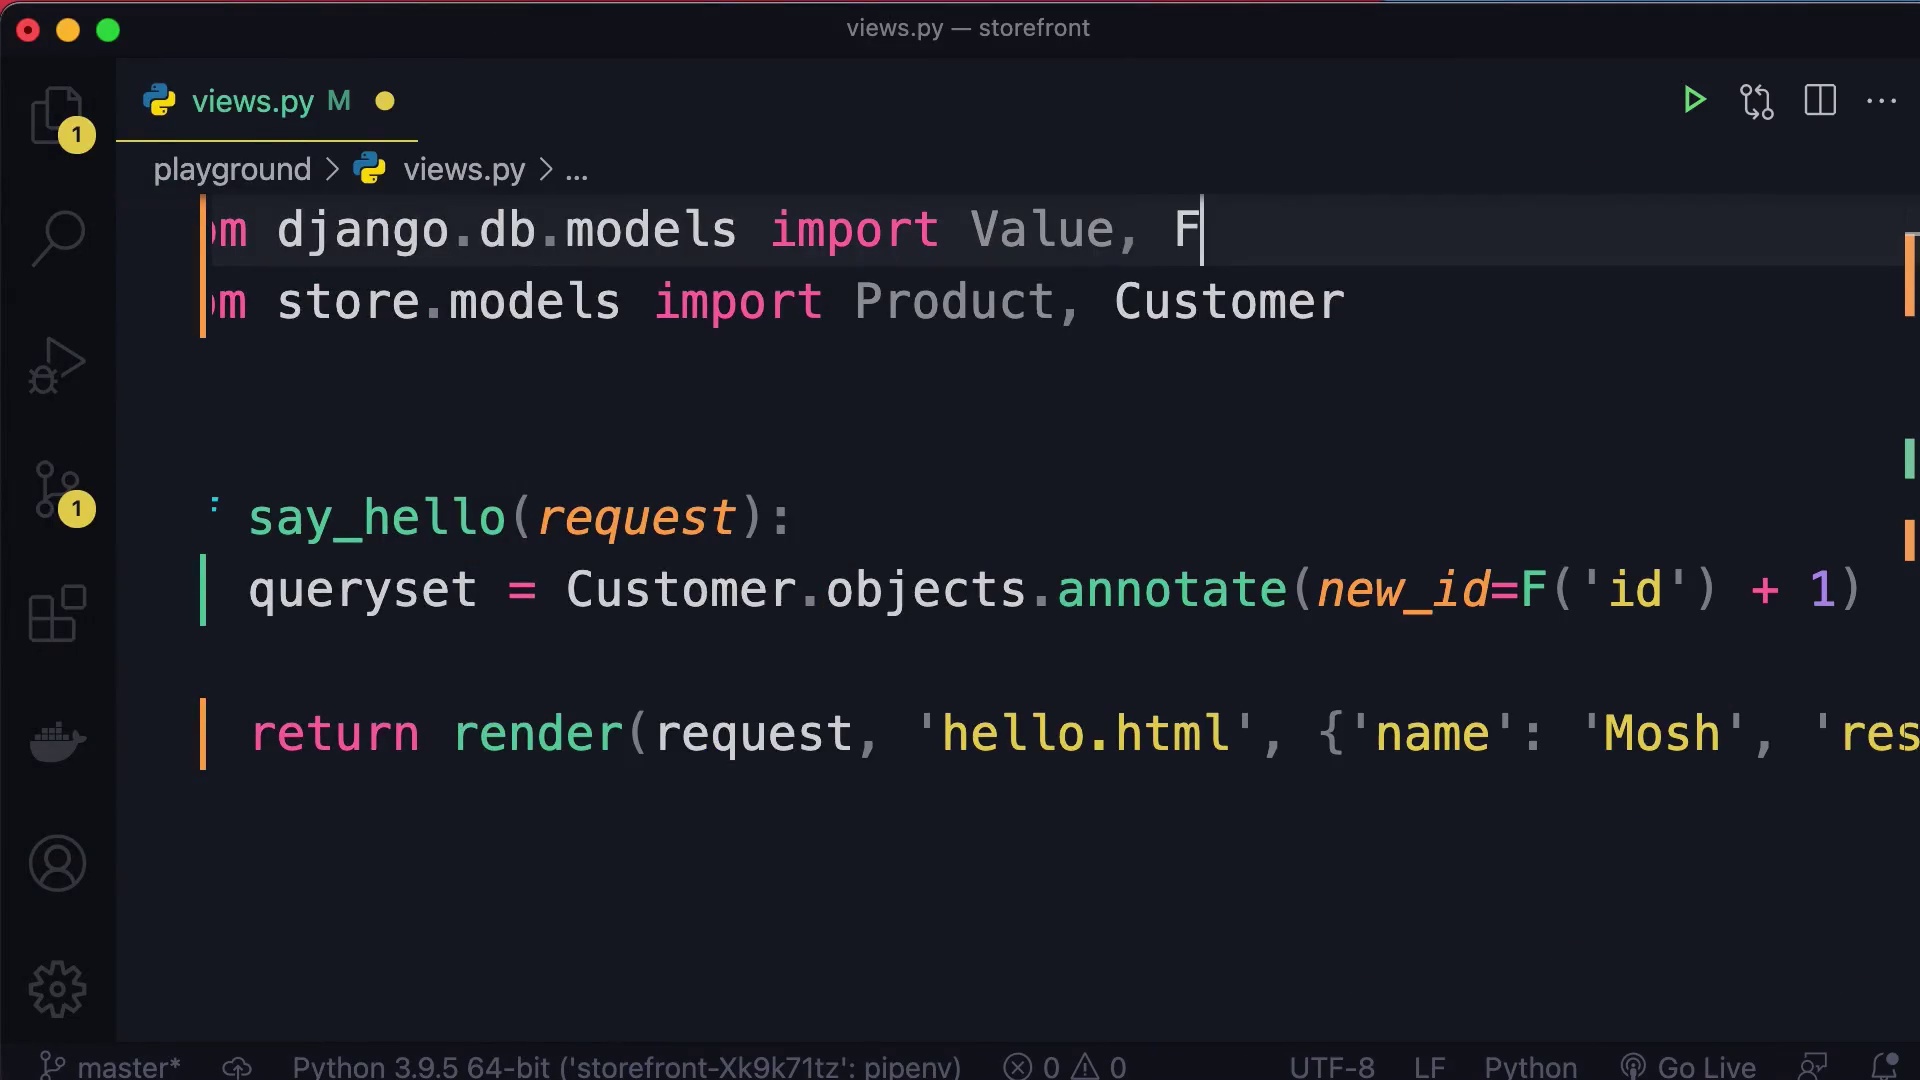 views.py — storefront
views.py M
1
playground > views.py > ...
om django.db.models import Value, F
om store.models import Product, Customer
say_hello(request):
1
queryset = Customer.objects.annotate(new_id=F('id') + 1)
return render(request, 'hello.html', {'name': 'Mosh', 'res
master* Python 3.9.5 64-bit ('storefront-Xk9k71tz': pipenv) 0 0 UTF-8 LF Python Go Live